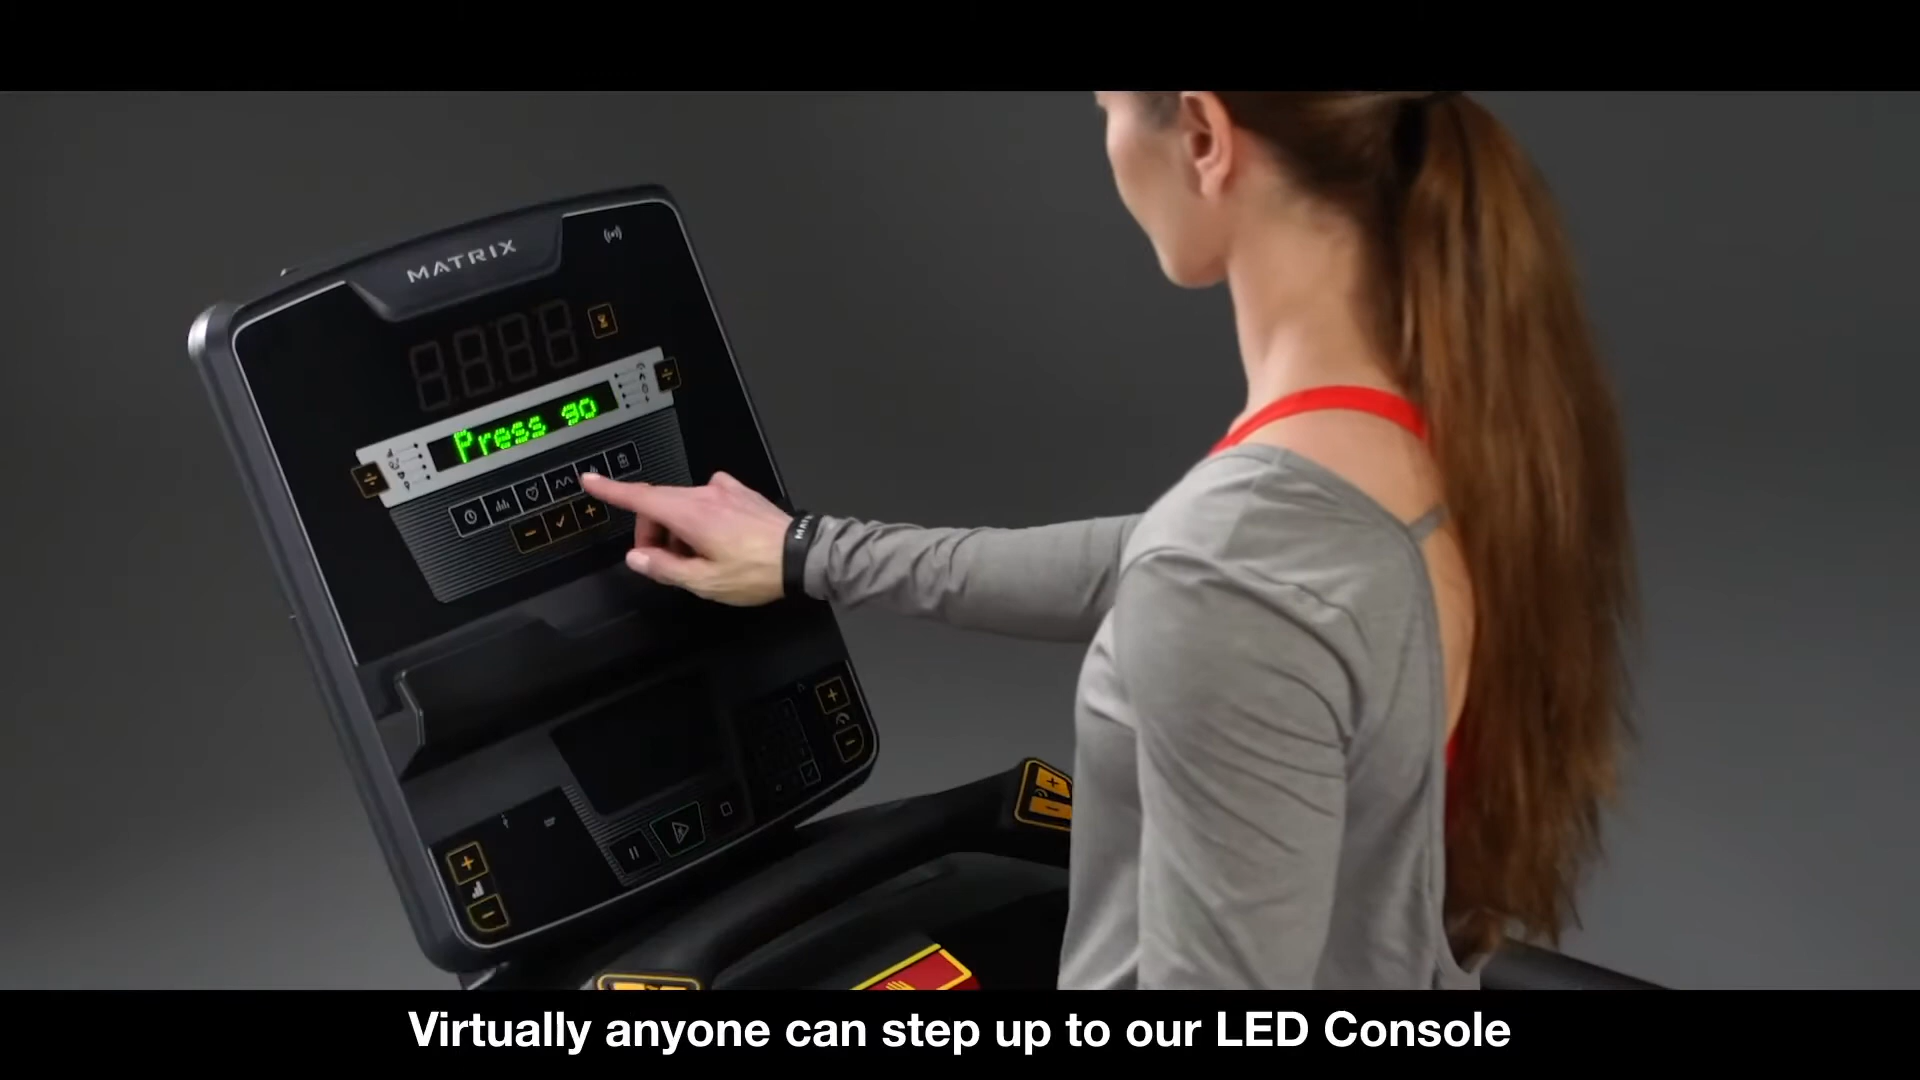 MATRIX
Press go
Virtually anyone can step up to our LED Console